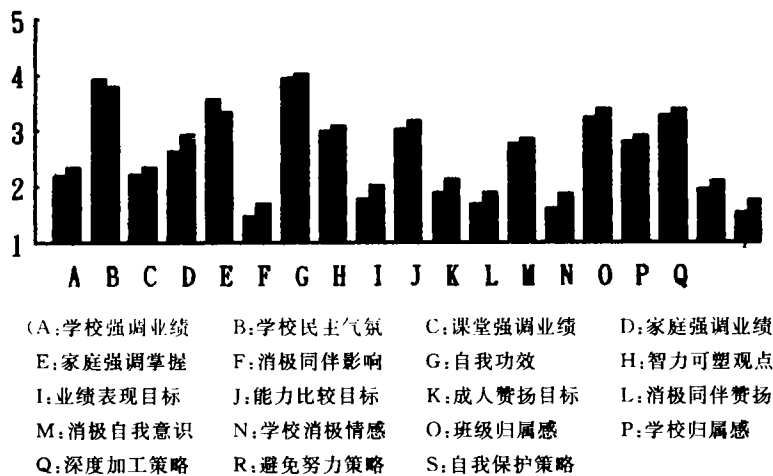 5
4
3
2
1
A B C D E F G H I J K L M N O P Q
(A:学校强调业绩 B:学校民主气氛 C:课堂强调业绩 D:家庭强调业绩
E:家庭强调掌握 F:消极同伴影响 G:自我功效 H:智力可塑观点
I:业绩表现目标 J:能力比较目标 K:成人赞扬目标 L:消极同伴赞扬
M:消极自我意识 N:学校消极情感 O:班级归属感 P:学校归属感
Q:深度加工策略 R:避免努力策略 S:自我保护策略